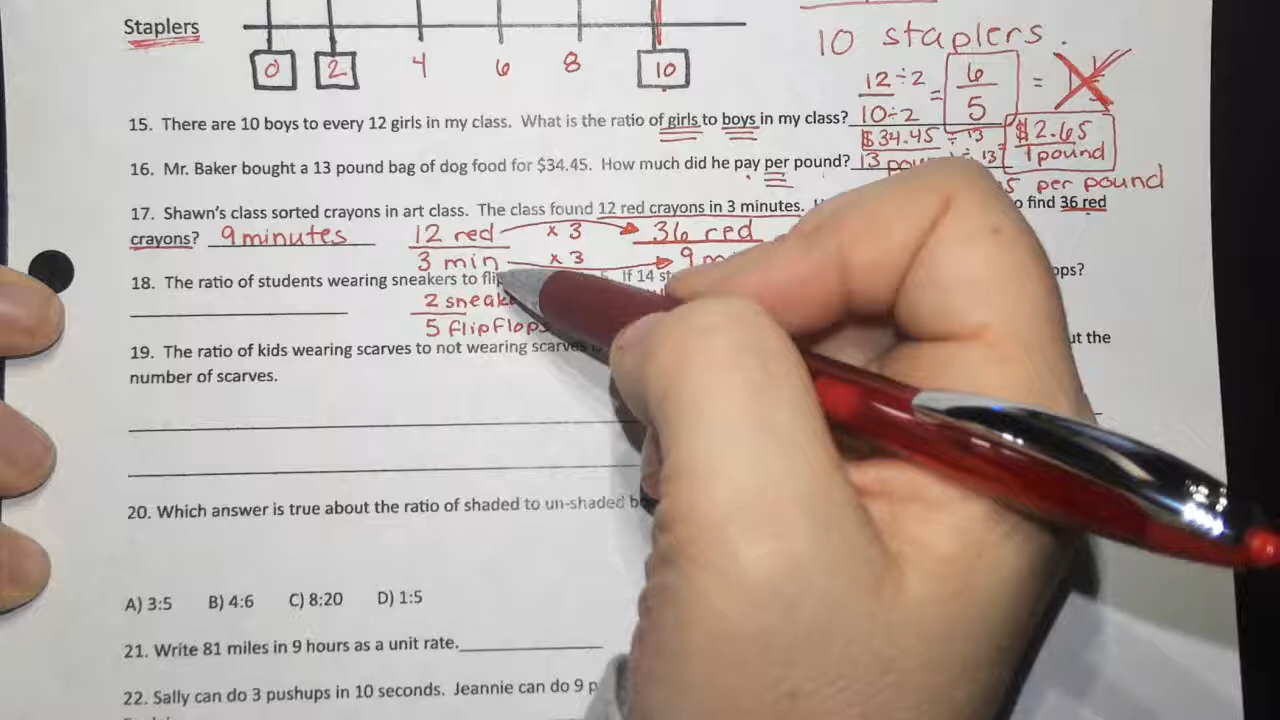 Staplers
0 2 4 6 8 10
10 staplers.
12 ÷2 = 6 =
10 ÷2 5
15. There are 10 boys to every 12 girls in my class. What is the ratio of girls to boys in my class?
$34.45 ÷ 13 = $2.65
13 ÷ 13 1 pound
16. Mr. Baker bought a 13 pound bag of dog food for $34.45. How much did he pay per pound?
per pound
17. Shawn's class sorted crayons in art class. The class found 12 red crayons in 3 minutes. to find 36 red
crayons? 9 minutes 12 red x 3 36 red
3 min x 3 9
18. The ratio of students wearing sneakers to If 14
2
5 flipflops
19. The ratio of kids wearing scarves to not wearing scarves the
number of scarves.
20. Which answer is true about the ratio of shaded to un-shaded
A) 3:5 B) 4:6 C) 8:20 D) 1:5
21. Write 81 miles in 9 hours as a unit rate.
22. Sally can do 3 pushups in 10 seconds. Jeannie can do 9